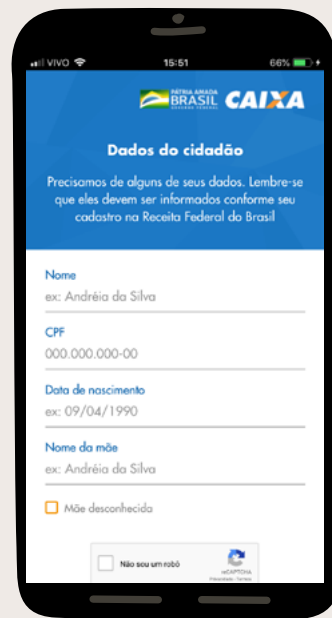 VIVO 15:51 66%
PÁTRIA AMADA
BRASIL CAIXA
GOVERNO FEDERAL
Dados do cidadão
Precisamos de alguns de seus dados. Lembre-se
que eles devem ser informados conforme seu
cadastro na Receita Federal do Brasil
Nome
ex: Andréia da Silva
CPF
000.000.000-00
Data de nascimento
ex: 09/04/1990
Nome da mãe
ex: Andréia da Silva
Mãe desconhecida
Não sou um robô
reCAPTCHA
Privacidade - Termos